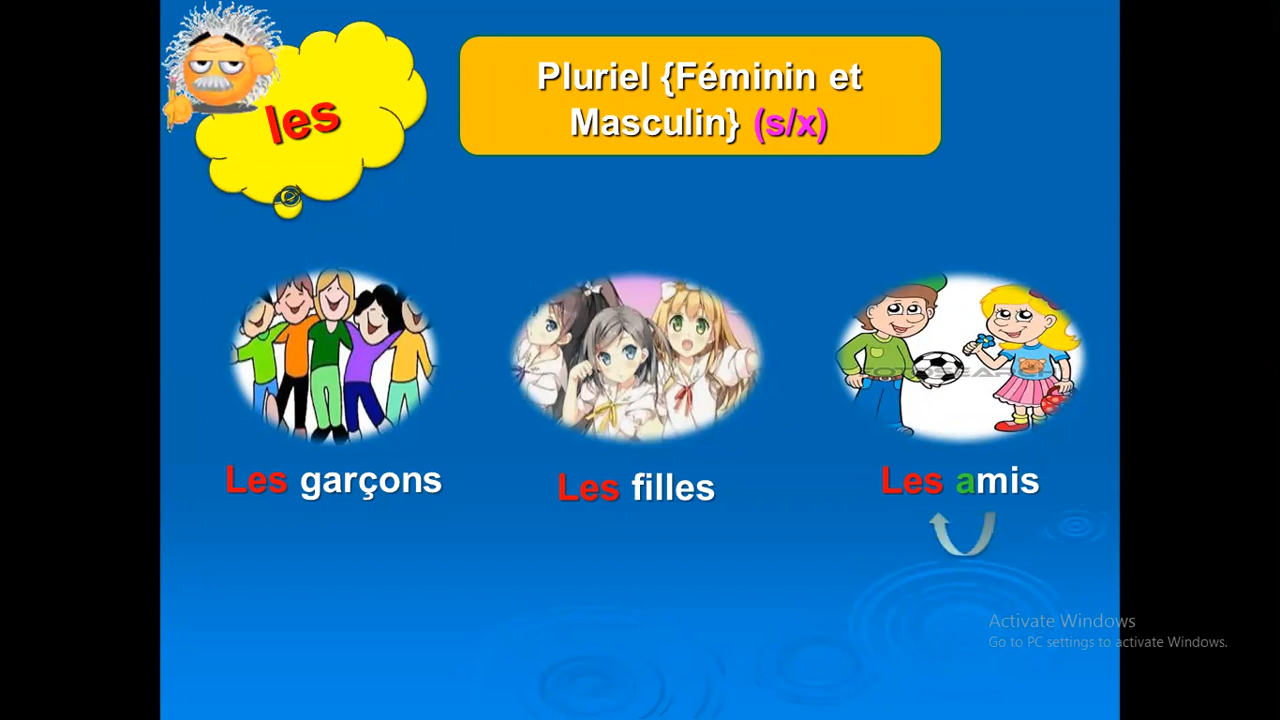 les
Pluriel {Féminin et
Masculin} (s/x)
Les garçons
Les filles
Les amis
Activate Windows
Go to PC settings to activate Windows.